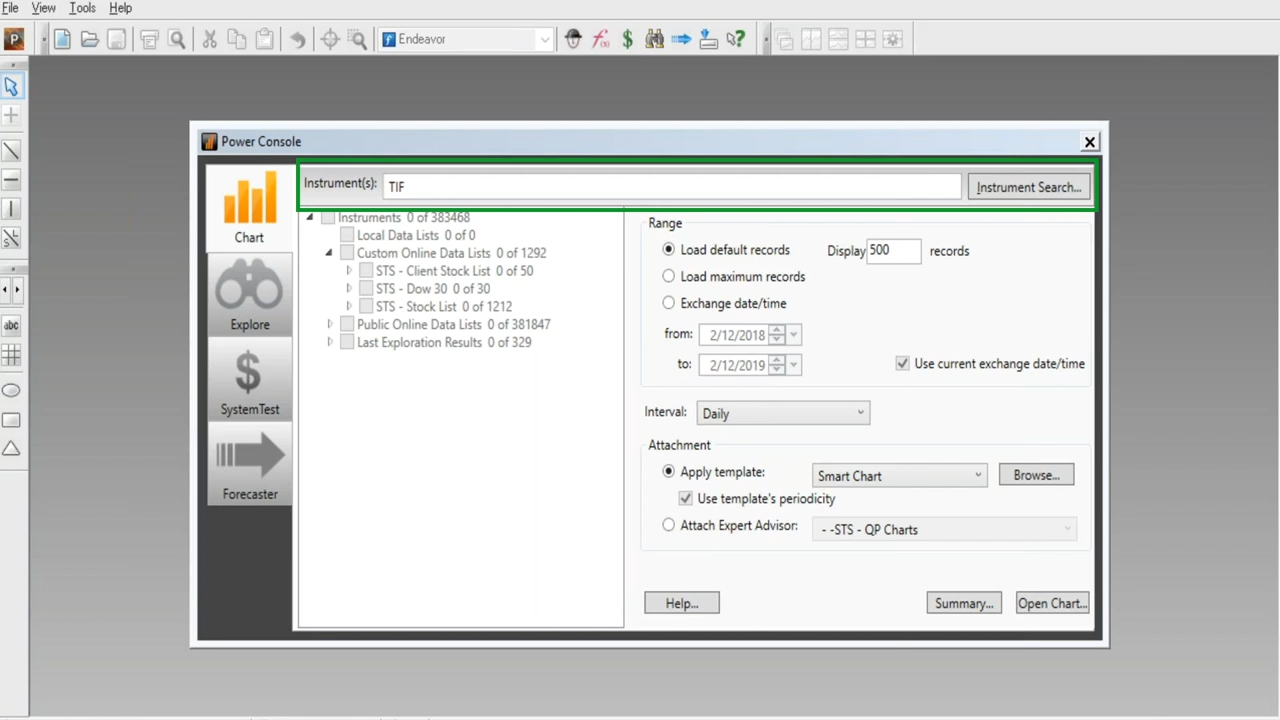 File View Tools Help
P
Endeavor
f(x)
$
?
Power Console
Instrument(s): TIF Instrument Search...
Chart
Explore
$
SystemTest
Forecaster
Instruments 0 of 383468
Local Data Lists 0 of 0
Custom Online Data Lists 0 of 1292
STS - Client Stock List 0 of 50
STS - Dow 30 0 of 30
STS - Stock List 0 of 1212
Public Online Data Lists 0 of 381847
Last Exploration Results 0 of 329
Range
Load default records Display 500 records
Load maximum records
Exchange date/time
from: 2/12/2018
to: 2/12/2019 Use current exchange date/time
Interval: Daily
Attachment
Apply template: Smart Chart Browse...
Use template's periodicity
Attach Expert Advisor: - -STS - QP Charts
Help... Summary... Open Chart...
abc